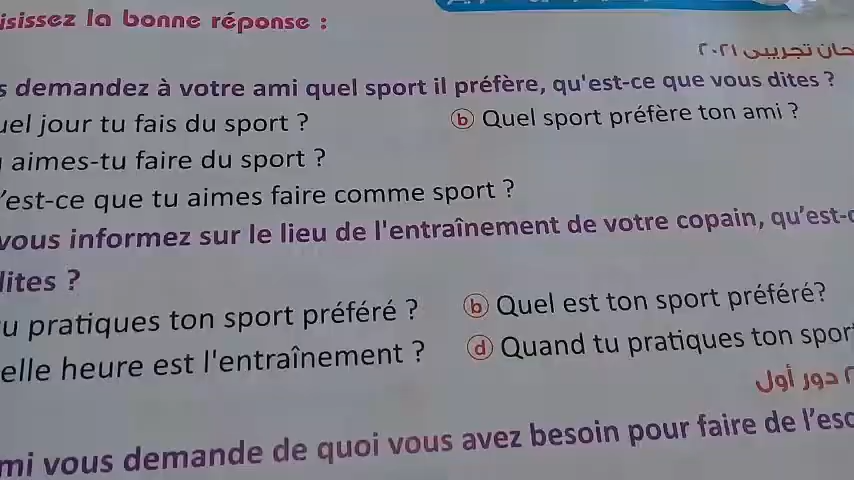 isissez la bonne réponse :
حان تجريبى ٢٠٢١
s demandez à votre ami quel sport il préfère, qu'est-ce que vous dites ?
uel jour tu fais du sport ?
b Quel sport préfère ton ami ?
aimes-tu faire du sport ?
'est-ce que tu aimes faire comme sport ?
vous informez sur le lieu de l'entraînement de votre copain, qu'est-c
dites ?
u pratiques ton sport préféré ?
b Quel est ton sport préféré?
elle heure est l'entraînement ?
d Quand tu pratiques ton sport
دور أول
mi vous demande de quoi vous avez besoin pour faire de l'esc